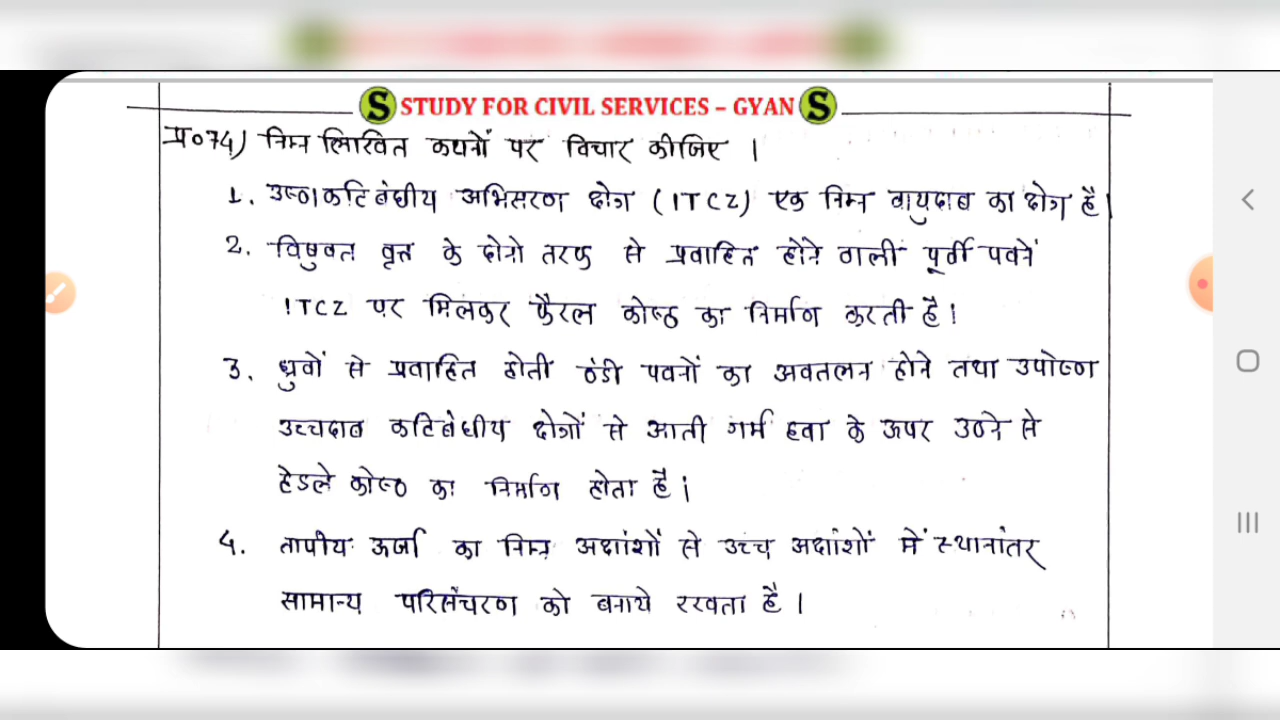 S STUDY FOR CIVIL SERVICES – GYAN S
प्र०74) निम्न लिखित कथनों पर विचार कीजिए ।
1. उष्णकटिबंधीय अभिसरण क्षेत्र (ITCZ) एक निम्न वायुदाब का क्षेत्र है।
2. विषुवत वृत्त के दोनो तरफ से प्रवाहित होने वाली पूर्वी पवनें
ITCZ पर मिलकर फैरल कोष्ठ का निर्माण करती है।
3. ध्रुवों से प्रवाहित होती ठंडी पवनों का अवतलन होने तथा उपोष्ण
उच्चदाब कटिबंधीय क्षेत्रों से आती गर्म हवा के ऊपर उठने से
हेडले कोष्ठ का निर्माण होता है।
4. तापीय ऊर्जा का निम्न अक्षांशों से उच्च अक्षांशों में स्थानांतर
सामान्य परिसंचरण को बनाये रखता है।